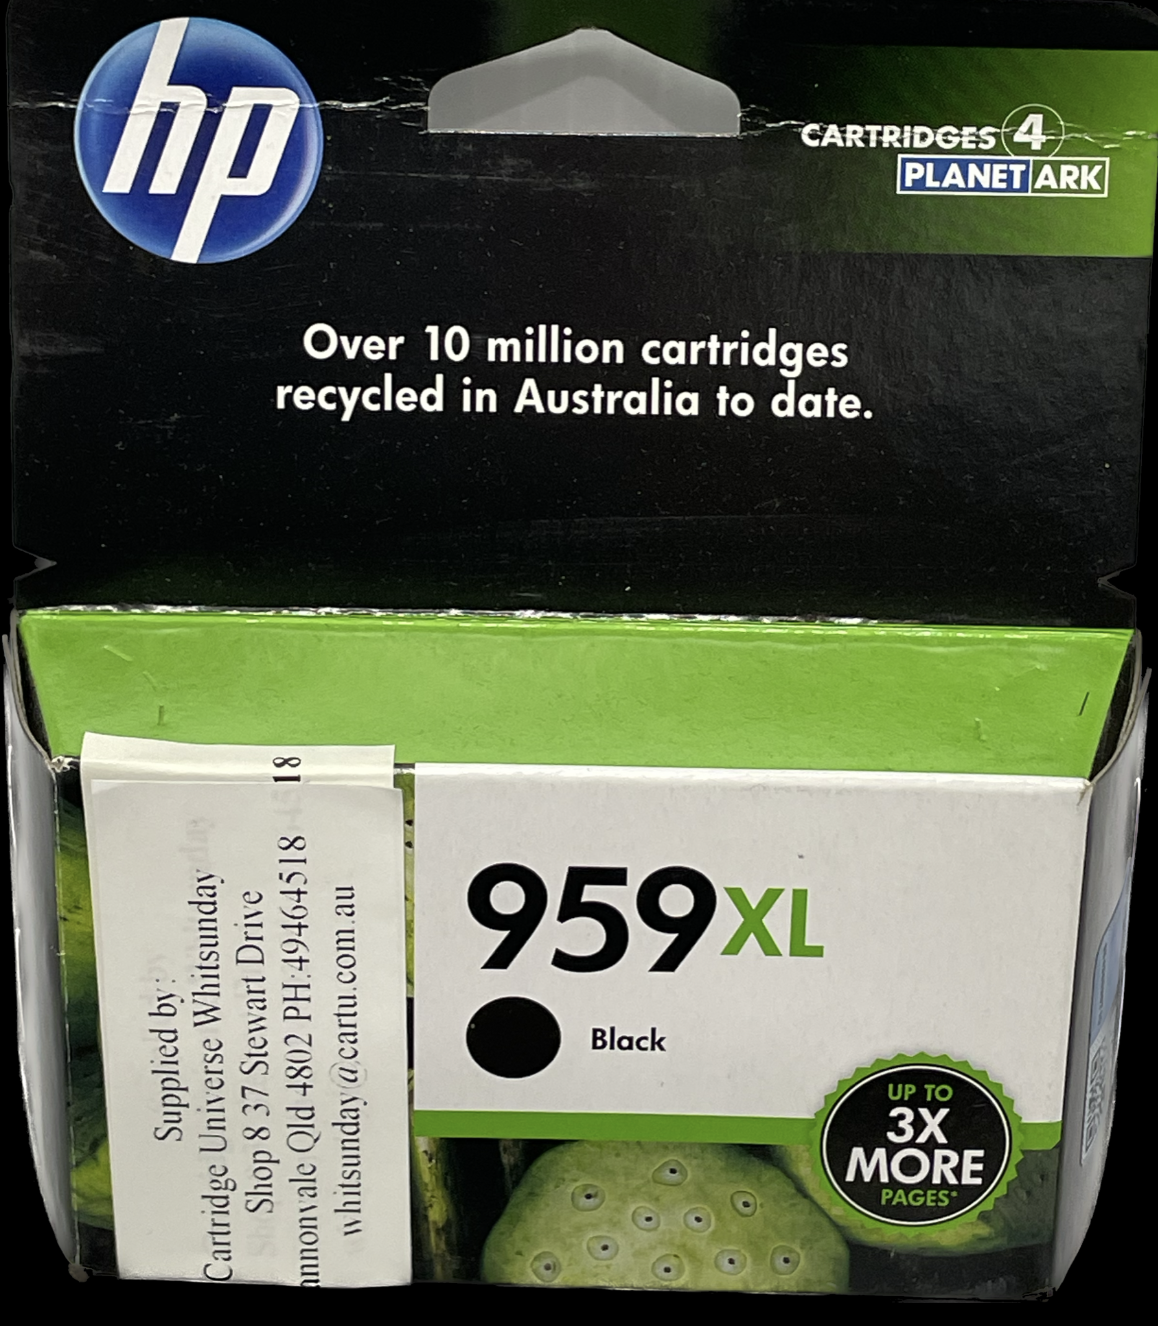 hp
CARTRIDGES 4
PLANET ARK
Over 10 million cartridges
recycled in Australia to date.
959XL
Black
UP TO
3X
MORE
PAGES*
Supplied by:
Cartridge Universe Whitsunday
Shop 8 37 Stewart Drive
annonvale Qld 4802 PH:49464518
whitsunday@cartu.com.au
18